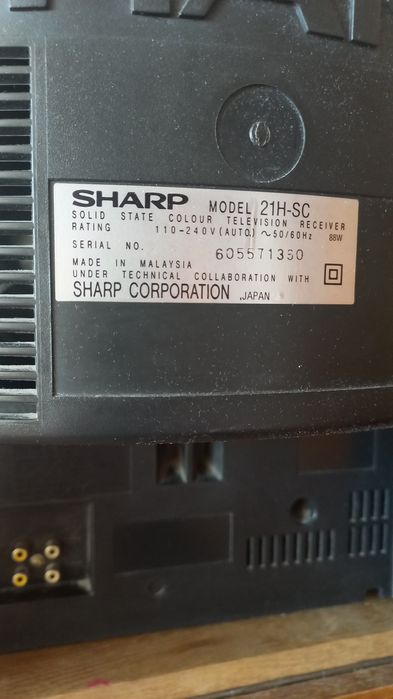 SHARP MODEL 21H-SC
SOLID STATE COLOUR TELEVISION RECEIVER
RATING 110-240V(AUTO) ~50/60Hz 88W
SERIAL NO. 605571360
MADE IN MALAYSIA
UNDER TECHNICAL COLLABORATION WITH
SHARP CORPORATION ,JAPAN